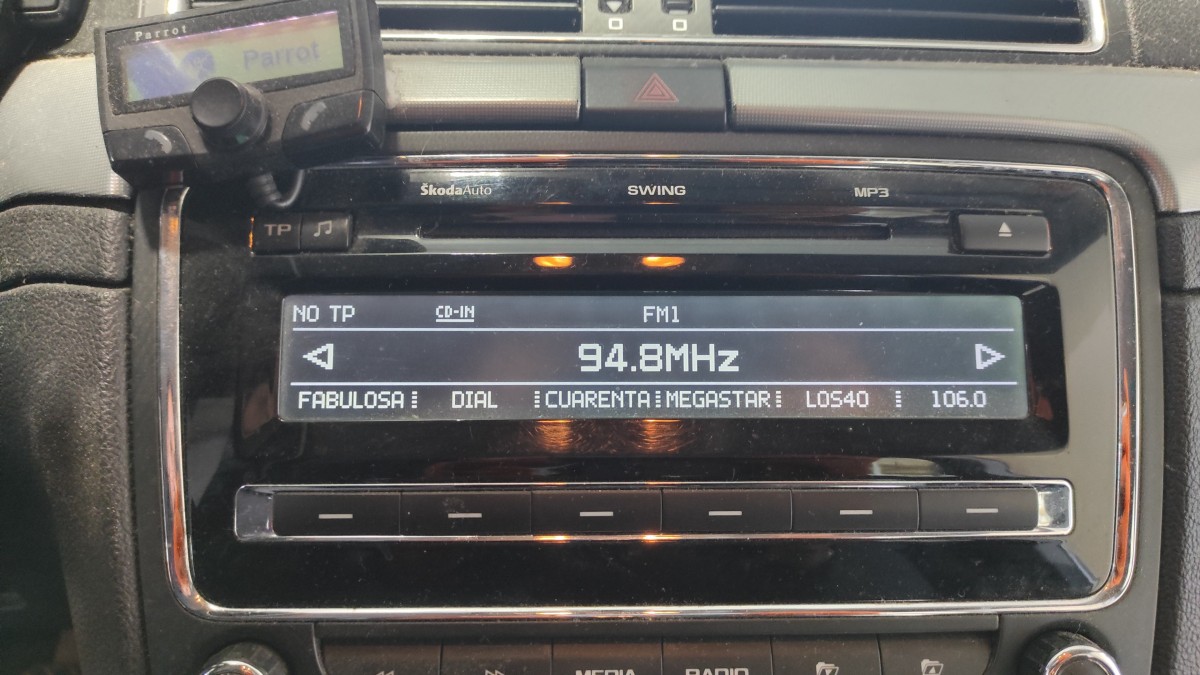 Parrot
Parrot
ŠkodaAuto SWING MP3
TP
NO TP CD-IN FM1
94.8MHz
FABULOSA DIAL CUARENTA MEGASTAR LOS40 106.0
MEDIA RADIO